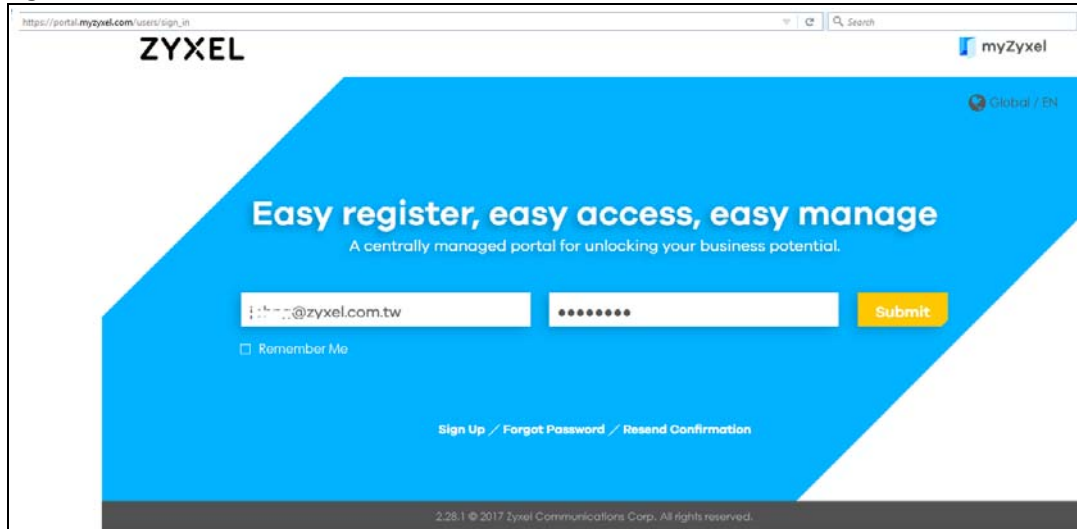 https://portal.myzyxel.com/users/sign_in
Search
ZYXEL
myZyxel
Global / EN
Easy register, easy access, easy manage
A centrally managed portal for unlocking your business potential.
@zyxel.com.tw
●●●●●●●●
Submit
Remember Me
Sign Up / Forgot Password / Resend Confirmation
2.28.1 © 2017 Zyxel Communications Corp. All rights reserved.